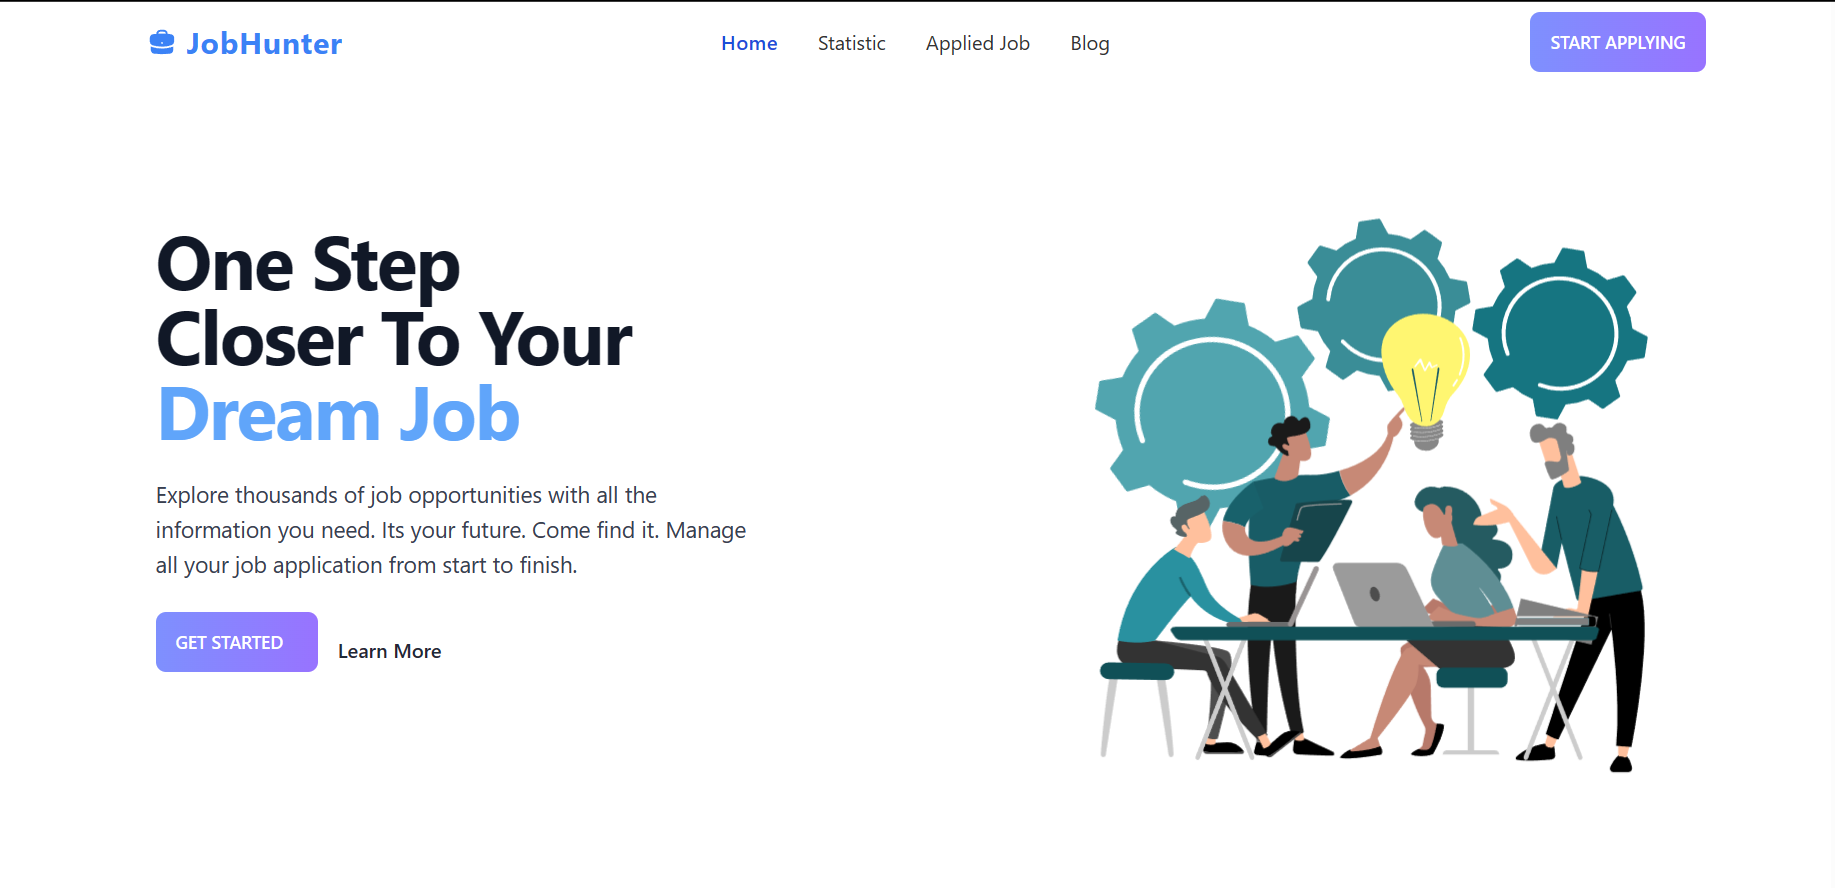 JobHunter
Home Statistic Applied Job Blog
START APPLYING
One Step
Closer To Your
Dream Job
Explore thousands of job opportunities with all the
information you need. Its your future. Come find it. Manage
all your job application from start to finish.
GET STARTED
Learn More